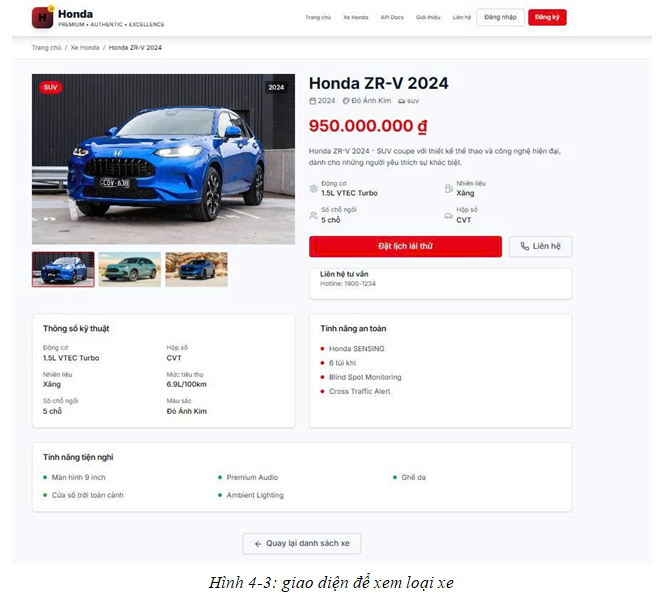 H
Honda
PREMIUM • AUTHENTIC • EXCELLENCE
Trang chủ Xe Honda API Docs Giới thiệu Liên hệ Đăng nhập Đăng ký
Trang chủ / Xe Honda / Honda ZR-V 2024
SUV
2024
Honda ZR-V 2024
2024 Đỏ Ánh Kim suv
950.000.000 ₫
Honda ZR-V 2024 - SUV coupe với thiết kế thể thao và công nghệ hiện đại,
dành cho những người yêu thích sự khác biệt.
Động cơ
1.5L VTEC Turbo
Nhiên liệu
Xăng
Số chỗ ngồi
5 chỗ
Hộp số
CVT
Đặt lịch lái thử
Liên hệ
Liên hệ tư vấn
Hotline: 1900-1234
Thông số kỹ thuật
Động cơ
1.5L VTEC Turbo
Hộp số
CVT
Nhiên liệu
Xăng
Mức tiêu thụ
6.9L/100km
Số chỗ ngồi
5 chỗ
Màu sắc
Đỏ Ánh Kim
Tính năng an toàn
Honda SENSING
6 túi khí
Blind Spot Monitoring
Cross Traffic Alert
Tính năng tiện nghi
Màn hình 9 inch
Premium Audio
Ghế da
Cửa sổ trời toàn cảnh
Ambient Lighting
← Quay lại danh sách xe
Hình 4-3: giao diện để xem loại xe